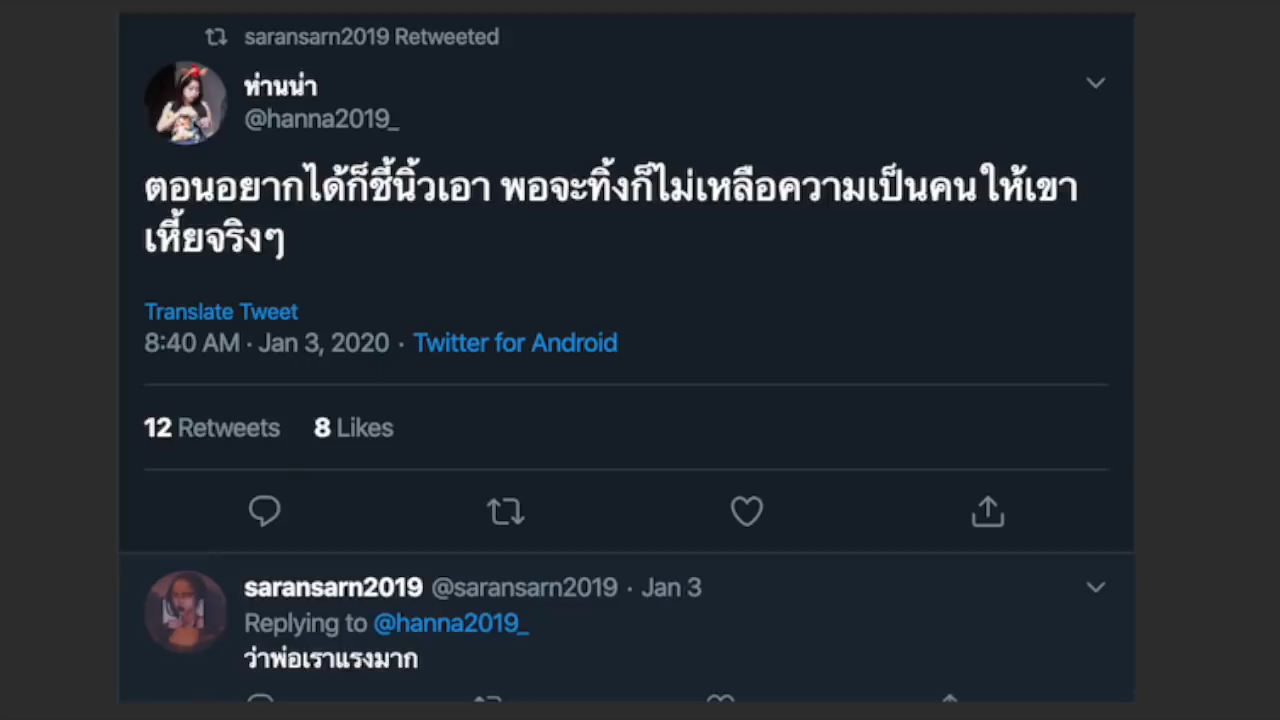 saransarn2019 Retweeted
ห่านน่า
@hanna2019_
ตอนอยากได้ก็ชี้นิ้วเอา พอจะทิ้งก็ไม่เหลือความเป็นคน ให้เขา
เหี้ยจริงๆ
Translate Tweet
8:40 AM · Jan 3, 2020 · Twitter for Android
12 Retweets 8 Likes
saransarn2019 @saransarn2019 · Jan 3
Replying to @hanna2019_
ว่าพ่อเราแรงมาก